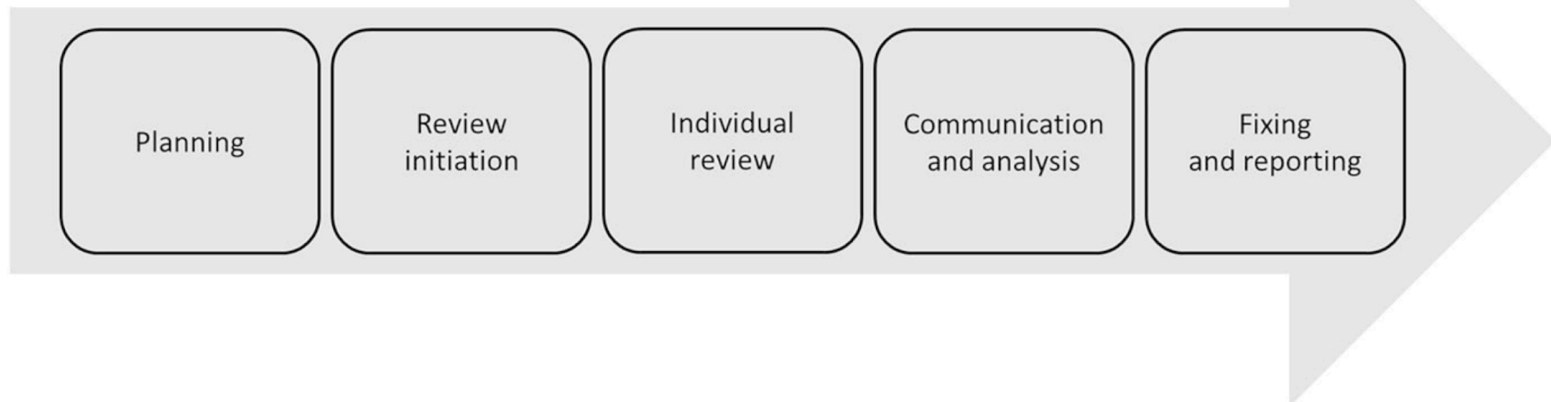 Planning
Review
initiation
Individual
review
Communication
and analysis
Fixing
and reporting